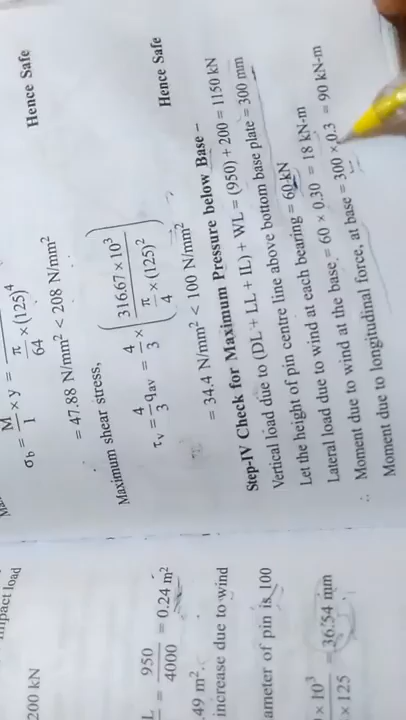 σb = M/I × y = π/64 × (125)⁴
Hence Safe
= 47.88 N/mm² < 208 N/mm²
Maximum shear stress,
τv = 4/3 qav = 4/3 × ( 316.67 × 10³ / π/4 × (125)² )
Hence Safe
= 34.4 N/mm² < 100 N/mm²
Step-IV Check for Maximum Pressure below Base –
Vertical load due to (DL + LL + IL) + WL = (950) + 200 = 1150 kN
Let the height of pin centre line above bottom base plate = 300 mm
Lateral load due to wind at each bearing = 60 kN
∴ Moment due to wind at the base = 60 × 0.30 = 18 kN-m
Moment due to longitudinal force, at base = 300 × 0.3 = 90 kN-m
impact load
200 kN
L = 950/4000 = 0.24 m²
.49 m².
increase due to wind
ameter of pin is 100
× 10³ / × 125 = 36.54 mm